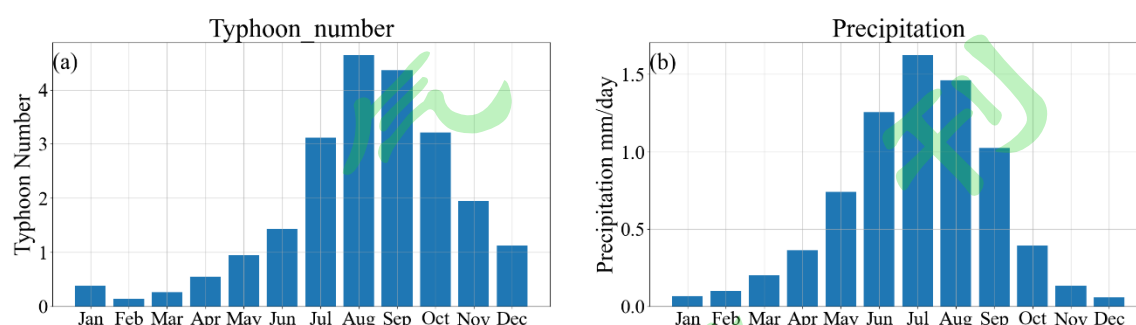 Typhoon_number
(a)
Typhoon Number
4
3
2
1
0
Jan Feb Mar Apr May Jun Jul Aug Sep Oct Nov Dec
Precipitation
(b)
Precipitation mm/day
1.5
1.0
0.5
0.0
Jan Feb Mar Apr May Jun Jul Aug Sep Oct Nov Dec